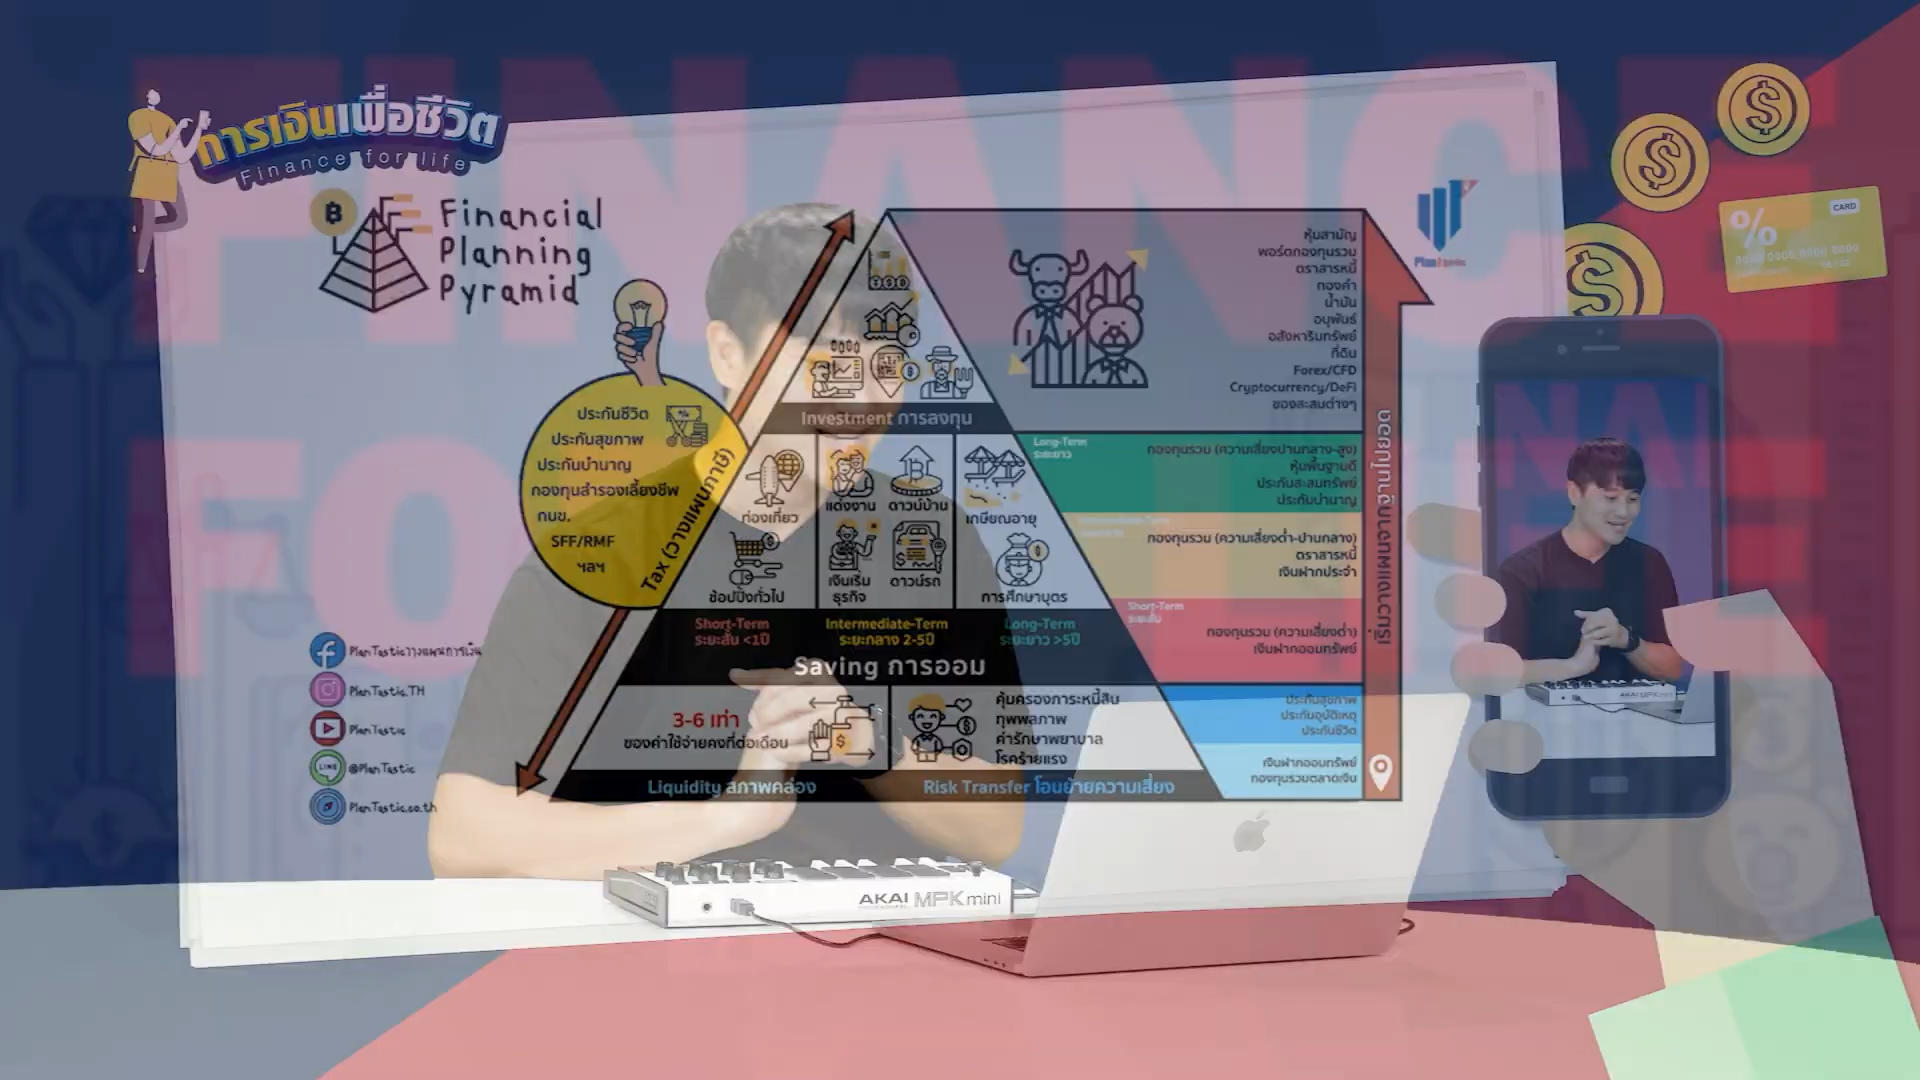 FINANCE
FOR LIFE
การเงินเพื่อชีวิต
Finance for life
Financial
Planning
Pyramid
ประกันชีวิต
ประกันสุขภาพ
ประกันบำนาญ
กองทุนสำรองเลี้ยงชีพ
กบข.
SFF/RMF
ฯลฯ
Tax (วางแผนภาษี)
Investment การลงทุน
ท่องเที่ยว
แต่งงาน
ดาวน์บ้าน
เกษียณอายุ
ช้อปปิ้งทั่วไป
เงินเริ่ม
ธุรกิจ
ดาวน์รถ
การศึกษาบุตร
Short-Term
ระยะสั้น <1ปี
Intermediate-Term
ระยะกลาง 2-5ปี
Long-Term
ระยะยาว >5ปี
Saving การออม
3-6 เท่า
ของค่าใช้จ่ายคงที่ต่อเดือน
คุ้มครองภาระหนี้สิน
ทุพพลภาพ
ค่ารักษาพยาบาล
โรคร้ายแรง
Liquidity สภาพคล่อง
Risk Transfer โอนย้ายความเสี่ยง
หุ้นสามัญ
พอร์ตกองทุนรวม
ตราสารหนี้
ทองคำ
น้ำมัน
อนุพันธ์
อสังหาริมทรัพย์
ที่ดิน
Forex/CFD
Cryptocurrency/DeFi
ของสะสมต่างๆ
Long-Term
ระยะยาว
กองทุนรวม (ความเสี่ยงปานกลาง-สูง)
หุ้นพื้นฐานดี
ประกันสะสมทรัพย์
ประกันบำนาญ
กองทุนรวม (ความเสี่ยงต่ำ-ปานกลาง)
ตราสารหนี้
เงินฝากประจำ
Short-Term
ระยะสั้น
กองทุนรวม (ความเสี่ยงต่ำ)
เงินฝากออมทรัพย์
ประกันสุขภาพ
ประกันอุบัติเหตุ
ประกันชีวิต
เงินฝากออมทรัพย์
กองทุนรวมตลาดเงิน
PlanTasticวางแผนการเงิน
PlanTastic.TH
PlanTastic
LINE
@PlanTastic
PlanTastic.co.th
CARD
%
AKAI MPK mini